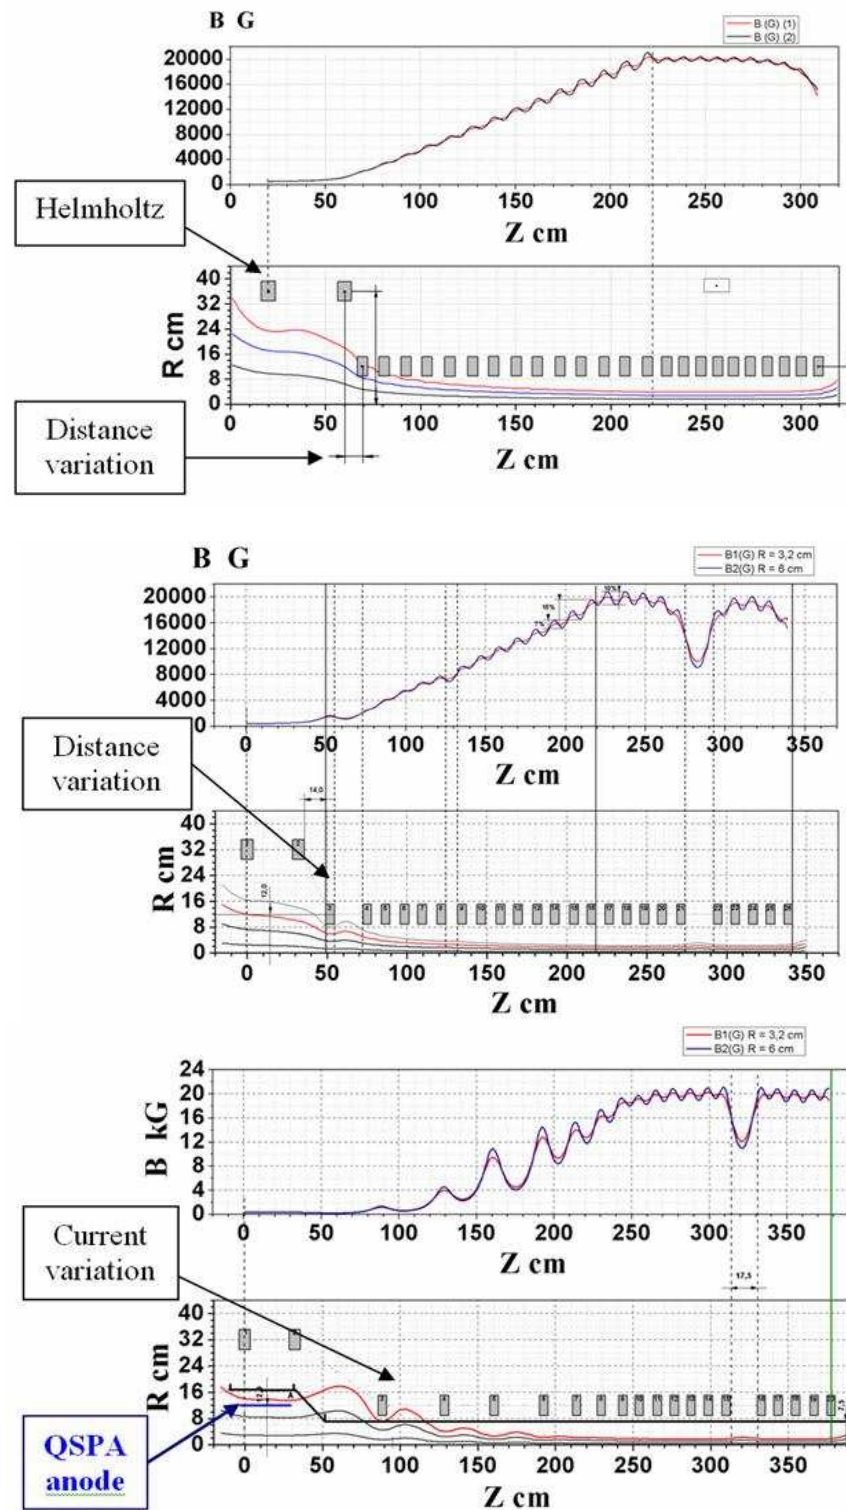 B G
B (G) (1)
B (G) (2)
20000
16000
12000
8000
4000
0
0 50 100 150 200 250 300
Z cm
Helmholtz
R cm
40
32
24
16
8
0
0 50 100 150 200 250 300
Z cm
Distance
variation
B G
B1(G) R = 3,2 cm
B2(G) R = 6 cm
20000
16000
12000
8000
4000
0
10%
16%
7%
0 50 100 150 200 250 300 350
Z cm
Distance
variation
14,0
R cm
40
32
24
16
8
0
12,0
0 50 100 150 200 250 300 350
Z cm
B1(G) R = 3,2 cm
B2(G) R = 6 cm
B kG
24
20
16
12
8
4
0
0 50 100 150 200 250 300 350
Z cm
Current
variation
17,5
R cm
40
32
24
16
8
0
A
7,5
0 50 100 150 200 250 300 350
Z cm
QSPA
anode